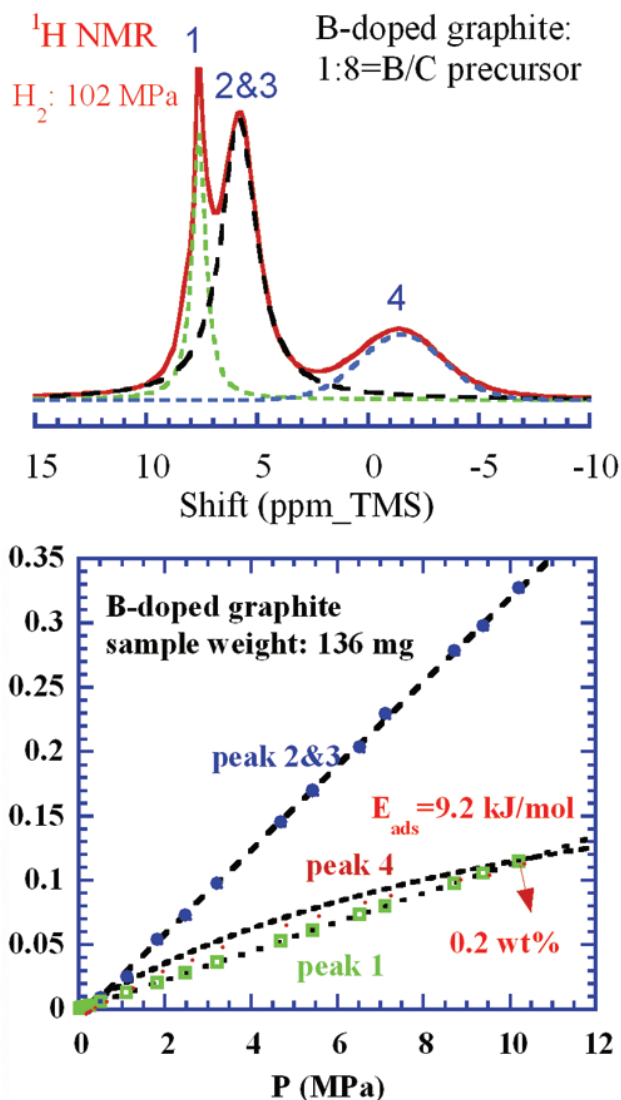 ¹H NMR
H₂: 102 MPa
B-doped graphite:
1:8=B/C precursor
1
2&3
4
15 10 5 0 -5 -10
Shift (ppm_TMS)
0.35
0.3
0.25
0.2
0.15
0.1
0.05
0
B-doped graphite
sample weight: 136 mg
peak 2&3
E_ads=9.2 kJ/mol
peak 4
0.2 wt%
peak 1
0 2 4 6 8 10 12
P (MPa)